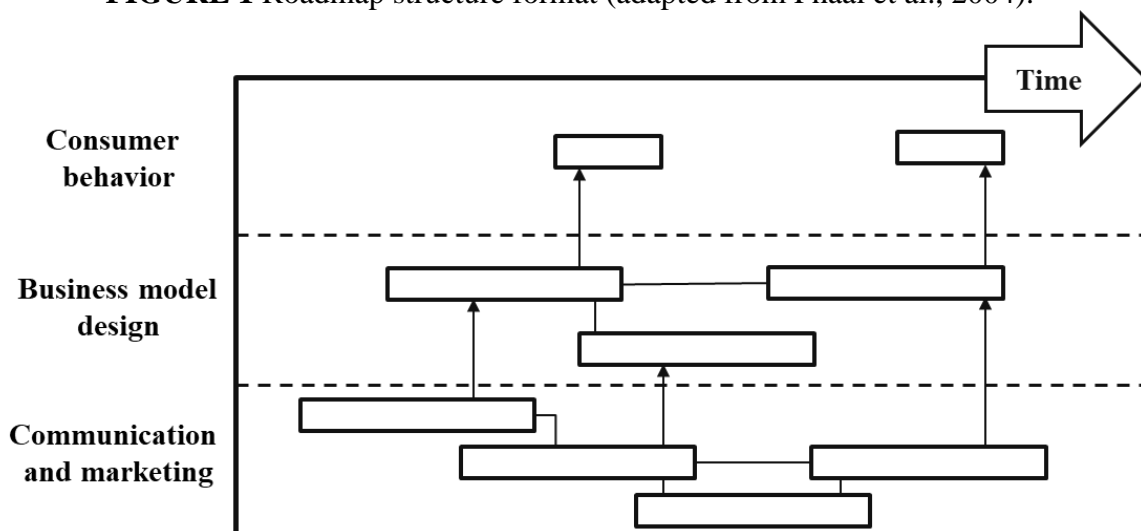 FIGURE 1 Roadmap structure format (adapted from Phaal et al., 2004).
Time
Consumer
behavior
Business model
design
Communication
and marketing